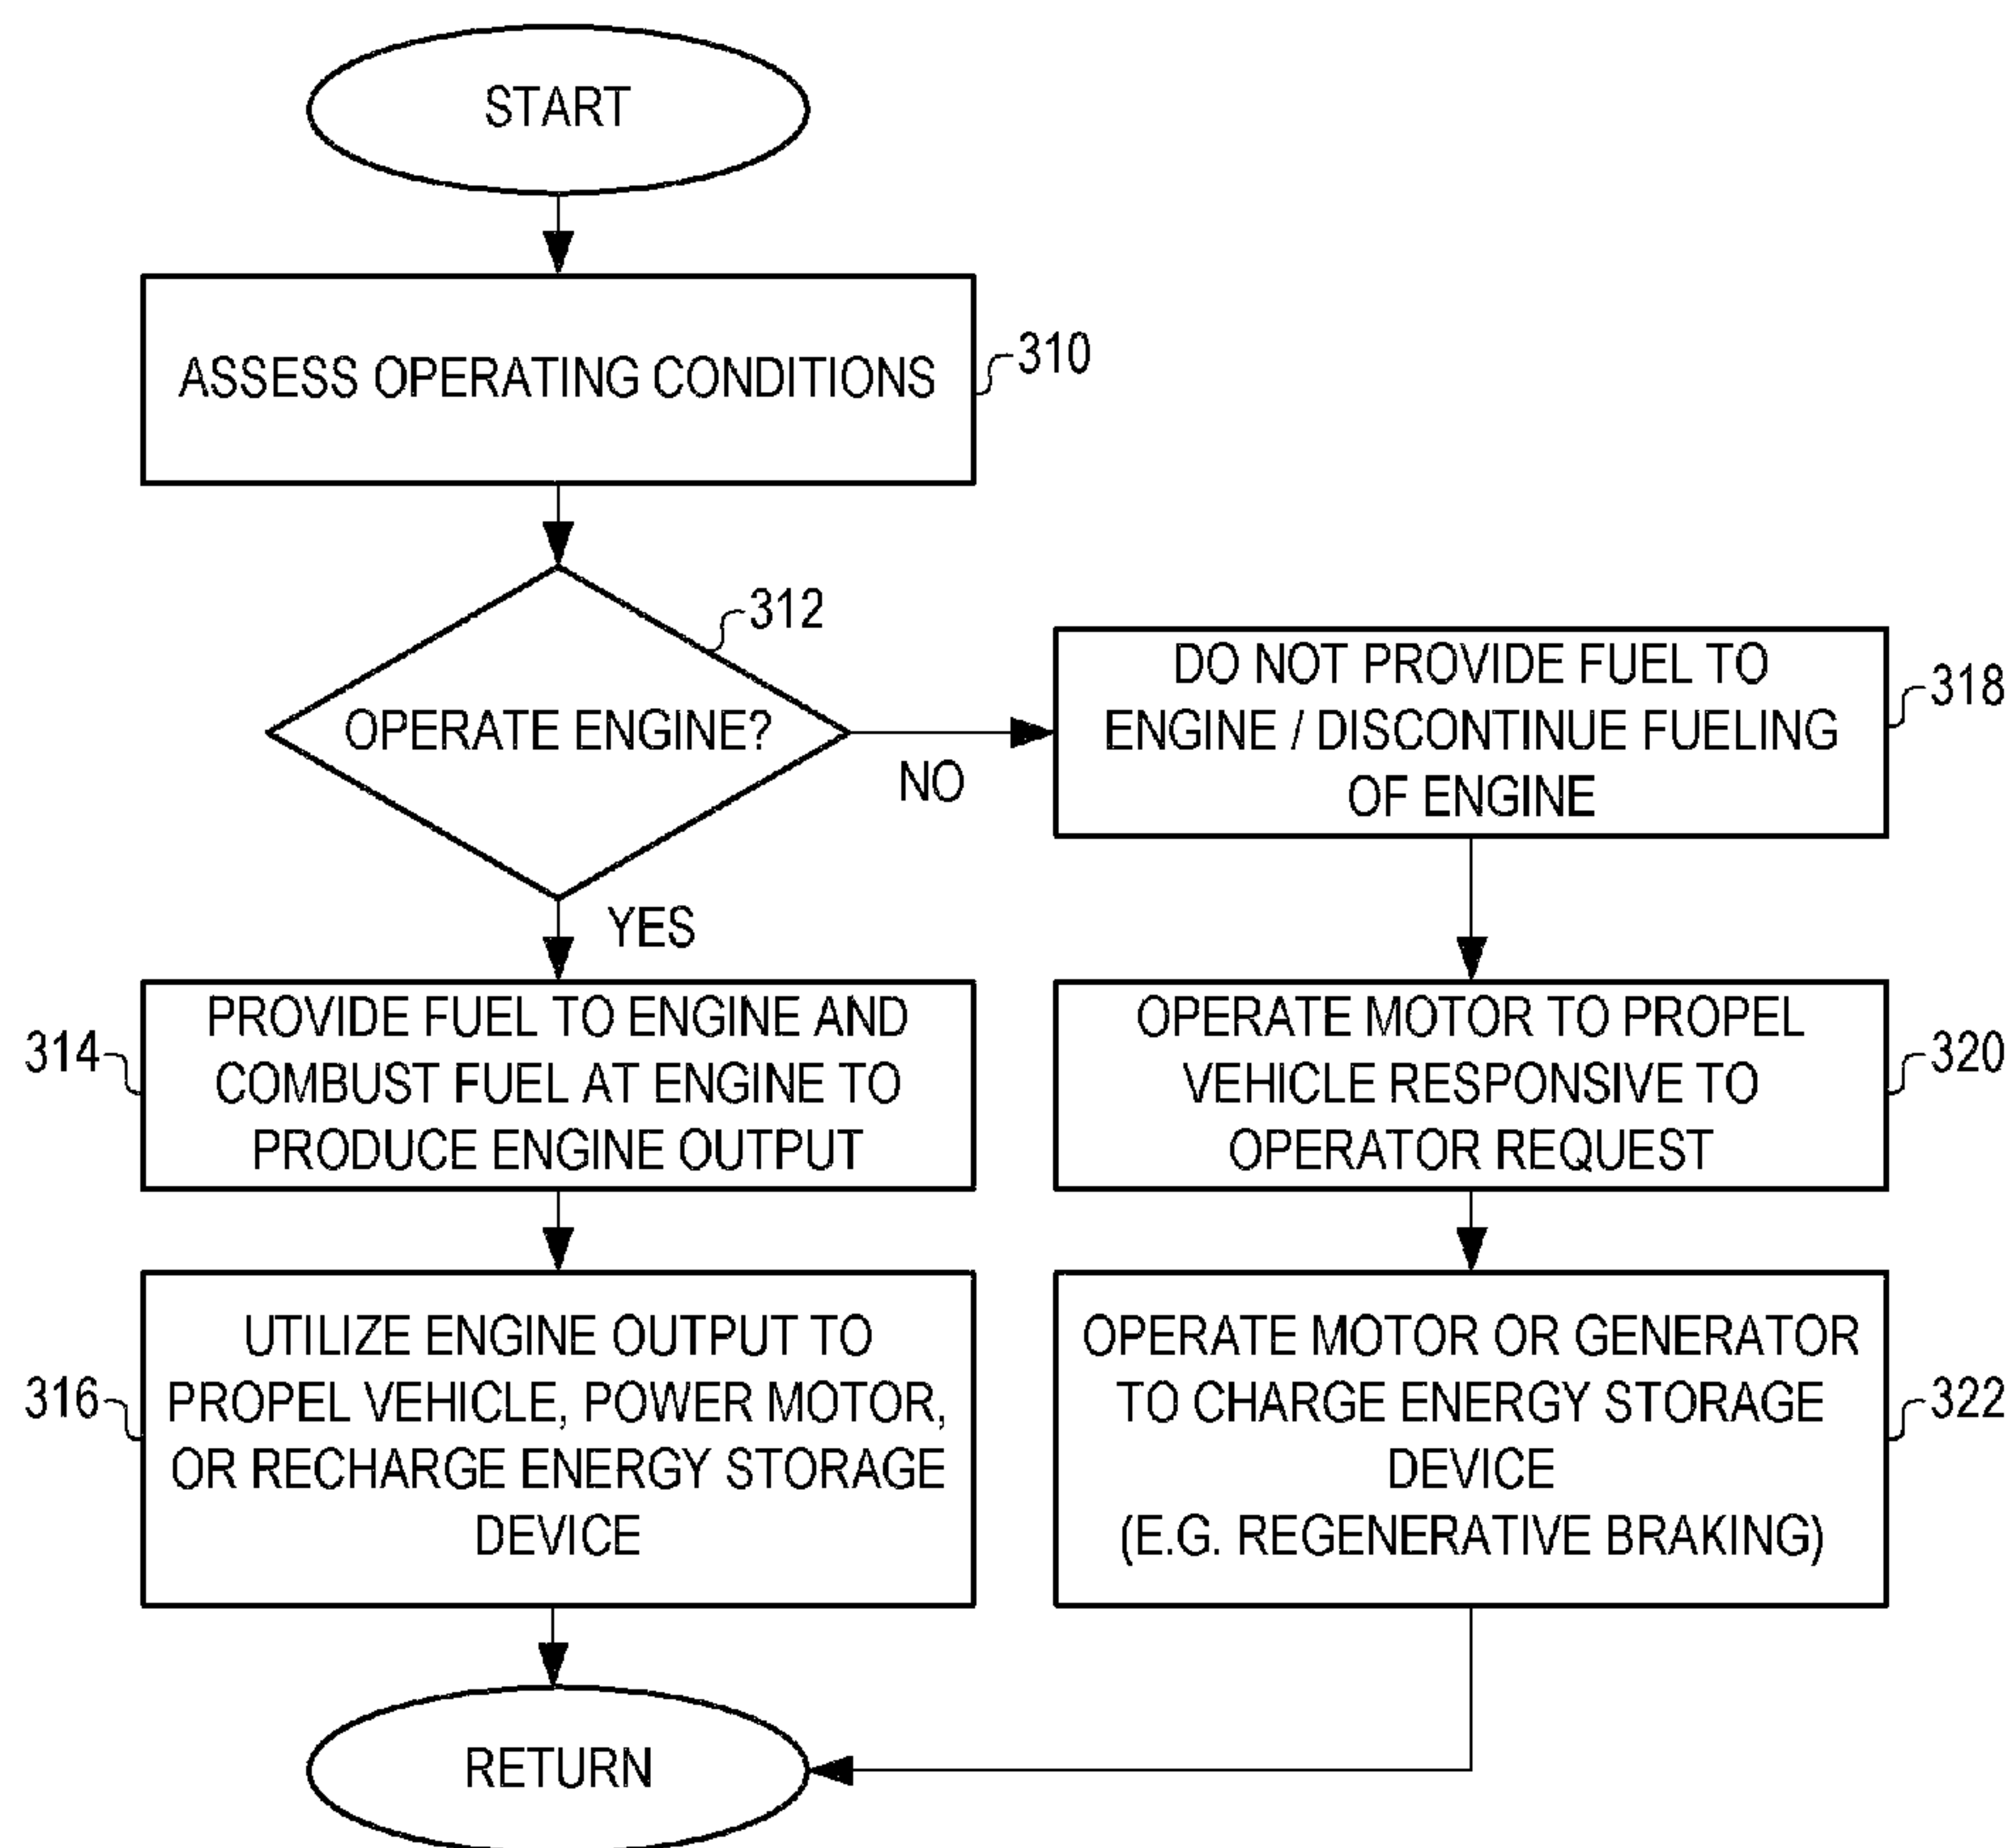 START
ASSESS OPERATING CONDITIONS
310
312
OPERATE ENGINE?
NO
YES
DO NOT PROVIDE FUEL TO
ENGINE / DISCONTINUE FUELING
OF ENGINE
318
314
PROVIDE FUEL TO ENGINE AND
COMBUST FUEL AT ENGINE TO
PRODUCE ENGINE OUTPUT
OPERATE MOTOR TO PROPEL
VEHICLE RESPONSIVE TO
OPERATOR REQUEST
320
316
UTILIZE ENGINE OUTPUT TO
PROPEL VEHICLE, POWER MOTOR,
OR RECHARGE ENERGY STORAGE
DEVICE
OPERATE MOTOR OR GENERATOR
TO CHARGE ENERGY STORAGE
DEVICE
(E.G. REGENERATIVE BRAKING)
322
RETURN